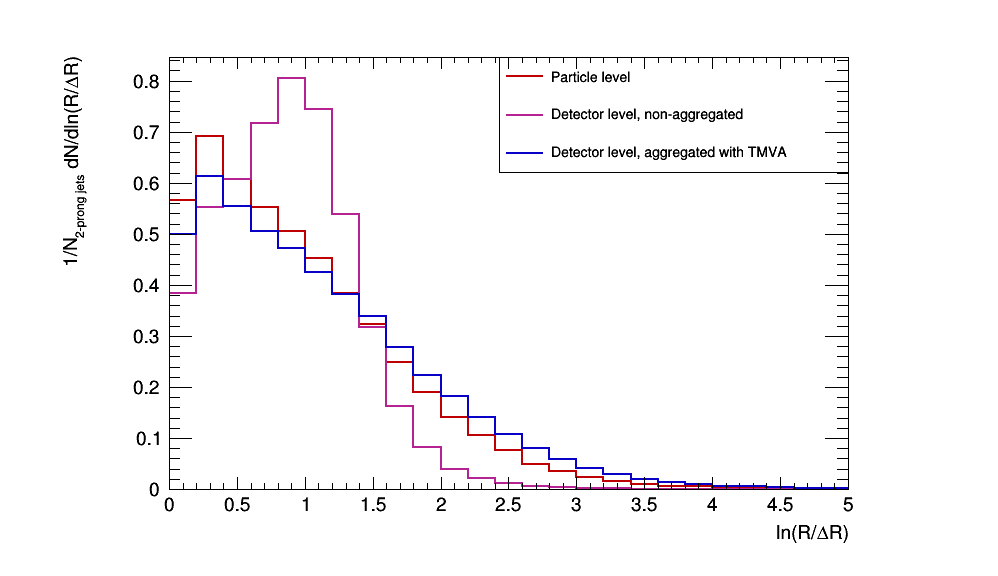 1/N2-prong jets dN/dln(R/ΔR)
0.8
0.7
0.6
0.5
0.4
0.3
0.2
0.1
0
Particle level
Detector level, non-aggregated
Detector level, aggregated with TMVA
0 0.5 1 1.5 2 2.5 3 3.5 4 4.5 5
ln(R/ΔR)